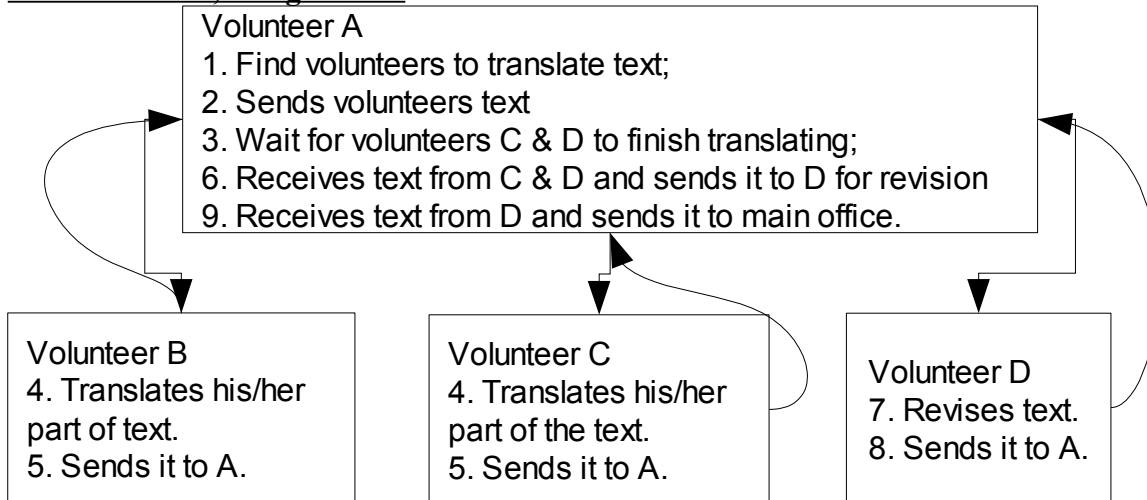 Volunteer A
1. Find volunteers to translate text;
2. Sends volunteers text
3. Wait for volunteers C & D to finish translating;
6. Receives text from C & D and sends it to D for revision
9. Receives text from D and sends it to main office.
Volunteer B
4. Translates his/her
part of text.
5. Sends it to A.
Volunteer C
4. Translates his/her
part of the text.
5. Sends it to A.
Volunteer D
7. Revises text.
8. Sends it to A.